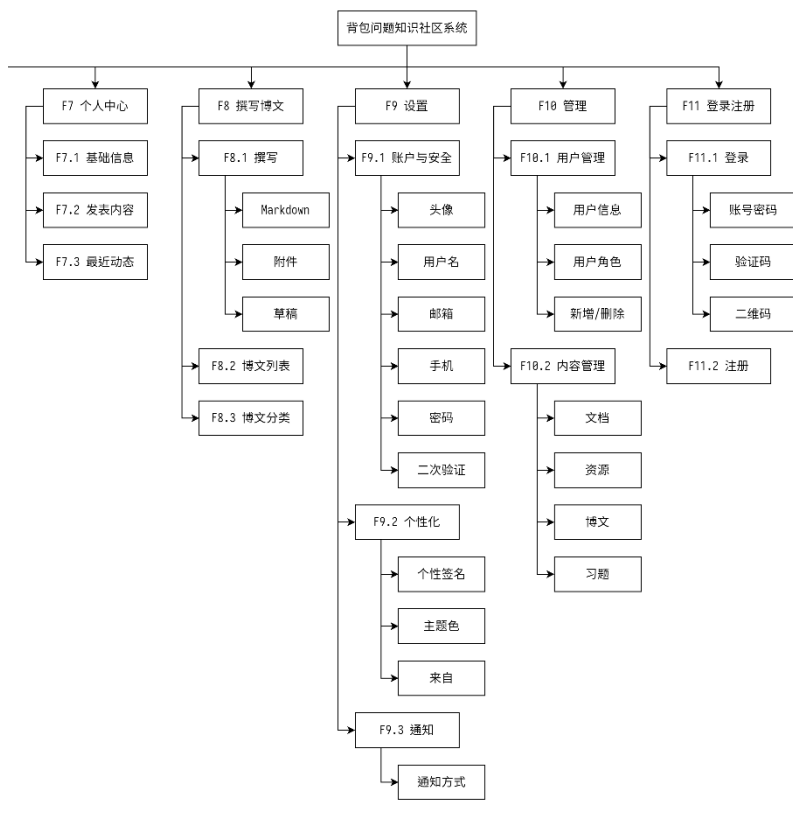 背包问题知识社区系统
F7 个人中心
F7.1 基础信息
F7.2 发表内容
F7.3 最近动态
F8 撰写博文
F8.1 撰写
Markdown
附件
草稿
F8.2 博文列表
F8.3 博文分类
F9 设置
F9.1 账户与安全
头像
用户名
邮箱
手机
密码
二次验证
F9.2 个性化
个性签名
主题色
来自
F9.3 通知
通知方式
F10 管理
F10.1 用户管理
用户信息
用户角色
新增/删除
F10.2 内容管理
文档
资源
博文
习题
F11 登录注册
F11.1 登录
账号密码
验证码
二维码
F11.2 注册